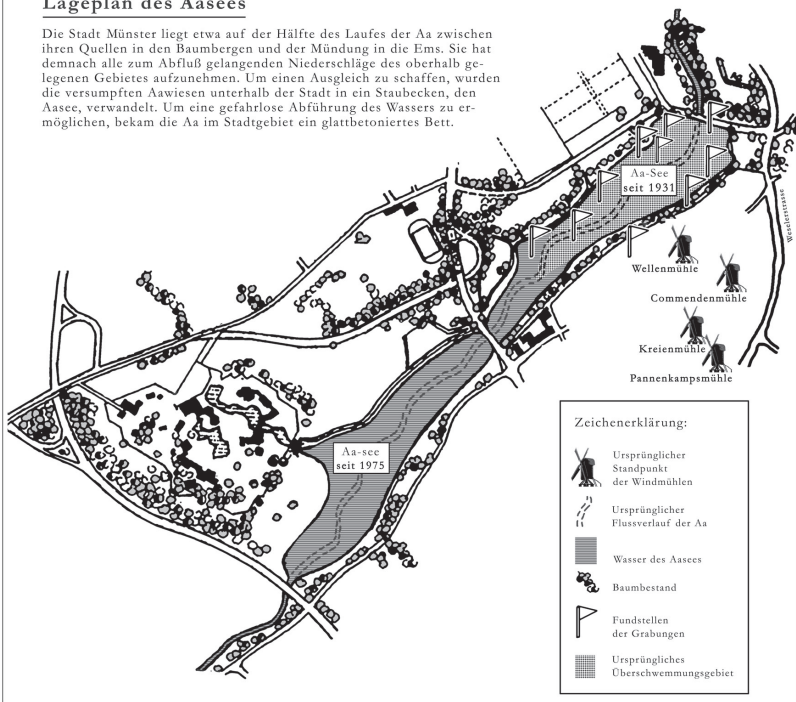 Lageplan des Aasees
Die Stadt Münster liegt etwa auf der Hälfte des Laufes der Aa zwischen
ihren Quellen in den Baumbergen und der Mündung in die Ems. Sie hat
demnach alle zum Abfluß gelangenden Niederschläge des oberhalb ge-
legenen Gebietes aufzunehmen. Um einen Ausgleich zu schaffen, wurden
die versumpften Aawiesen unterhalb der Stadt in ein Staubecken, den
Aasee, verwandelt. Um eine gefahrlose Abführung des Wassers zu er-
möglichen, bekam die Aa im Stadtgebiet ein glattbetoniertes Bett.
Aa-See
seit 1931
Weselerstrasse
Wellenmühle
Commendenmühle
Kreienmühle
Pannenkampsmühle
Aa-see
seit 1975
Zeichenerklärung:
Ursprünglicher
Standpunkt
der Windmühlen
Ursprünglicher
Flussverlauf der Aa
Wasser des Aasees
Baumbestand
Fundstellen
der Grabungen
Ursprüngliches
Überschwemmungsgebiet